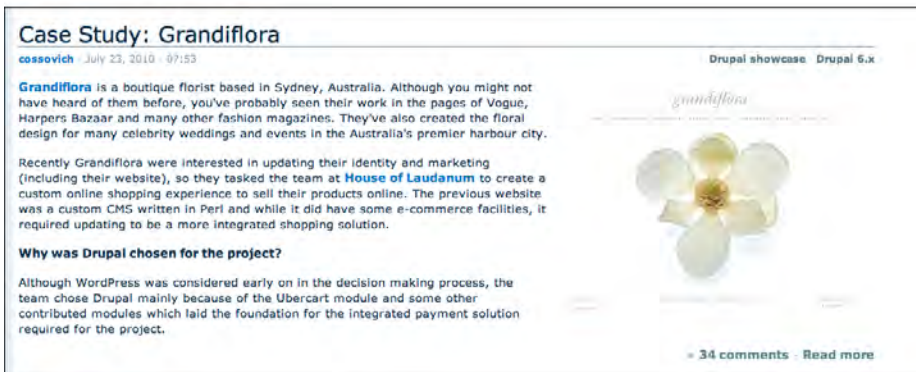 Case Study: Grandiflora
cossovich · July 23, 2010 - 07:53
Drupal showcase Drupal 6.x
Grandiflora is a boutique florist based in Sydney, Australia. Although you might not
have heard of them before, you've probably seen their work in the pages of Vogue,
Harpers Bazaar and many other fashion magazines. They've also created the floral
design for many celebrity weddings and events in the Australia's premier harbour city.
grandiflora
Recently Grandiflora were interested in updating their identity and marketing
(including their website), so they tasked the team at House of Laudanum to create a
custom online shopping experience to sell their products online. The previous website
was a custom CMS written in Perl and while it did have some e-commerce facilities, it
required updating to be a more integrated shopping solution.
Why was Drupal chosen for the project?
Although WordPress was considered early on in the decision making process, the
team chose Drupal mainly because of the Ubercart module and some other
contributed modules which laid the foundation for the integrated payment solution
required for the project.
» 34 comments · Read more